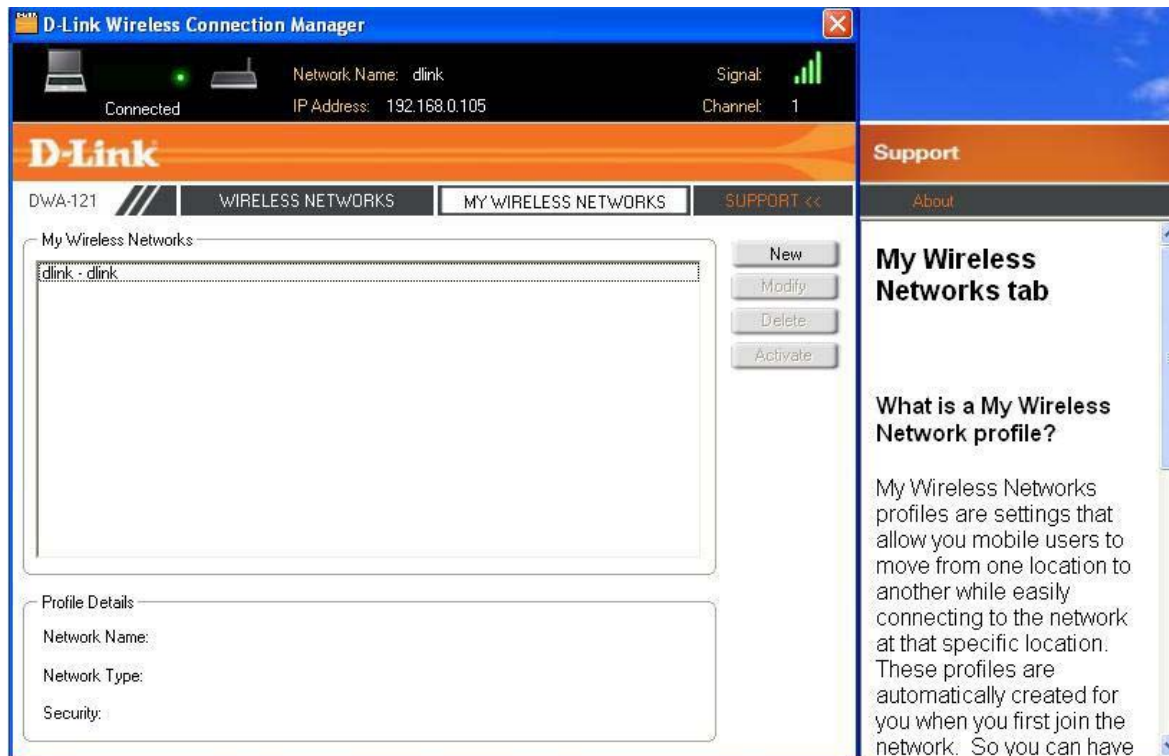 D-Link Wireless Connection Manager
Network Name: dlink
Signal:
Connected
IP Address: 192.168.0.105
Channel: 1
D-Link
DWA-121
WIRELESS NETWORKS
MY WIRELESS NETWORKS
SUPPORT <<
My Wireless Networks
dlink - dlink
New
Modify
Delete
Activate
Profile Details
Network Name:
Network Type:
Security:
Support
About
My Wireless
Networks tab
What is a My Wireless
Network profile?
My Wireless Networks
profiles are settings that
allow you mobile users to
move from one location to
another while easily
connecting to the network
at that specific location.
These profiles are
automatically created for
you when you first join the
network. So you can have